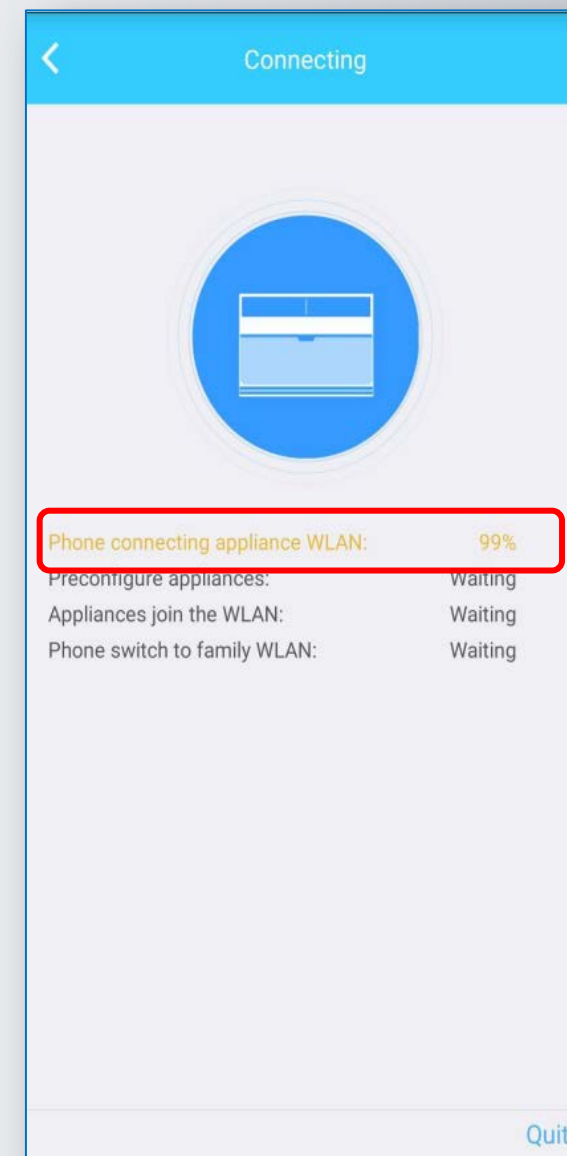 Connecting
Phone connecting appliance WLAN: 99%
Preconfigure appliances: Waiting
Appliances join the WLAN: Waiting
Phone switch to family WLAN: Waiting
Quit